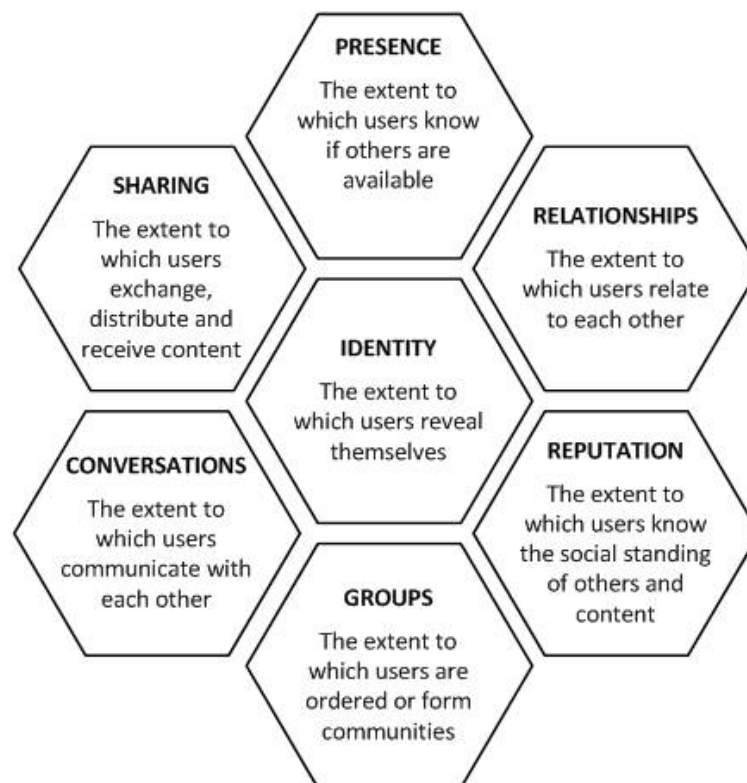 PRESENCE
The extent to
which users know
if others are
available
SHARING
The extent to
which users
exchange,
distribute and
receive content
RELATIONSHIPS
The extent to
which users relate
to each other
IDENTITY
The extent to
which users reveal
themselves
CONVERSATIONS
The extent to
which users
communicate with
each other
REPUTATION
The extent to
which users know
the social standing
of others and
content
GROUPS
The extent to
which users are
ordered or form
communities